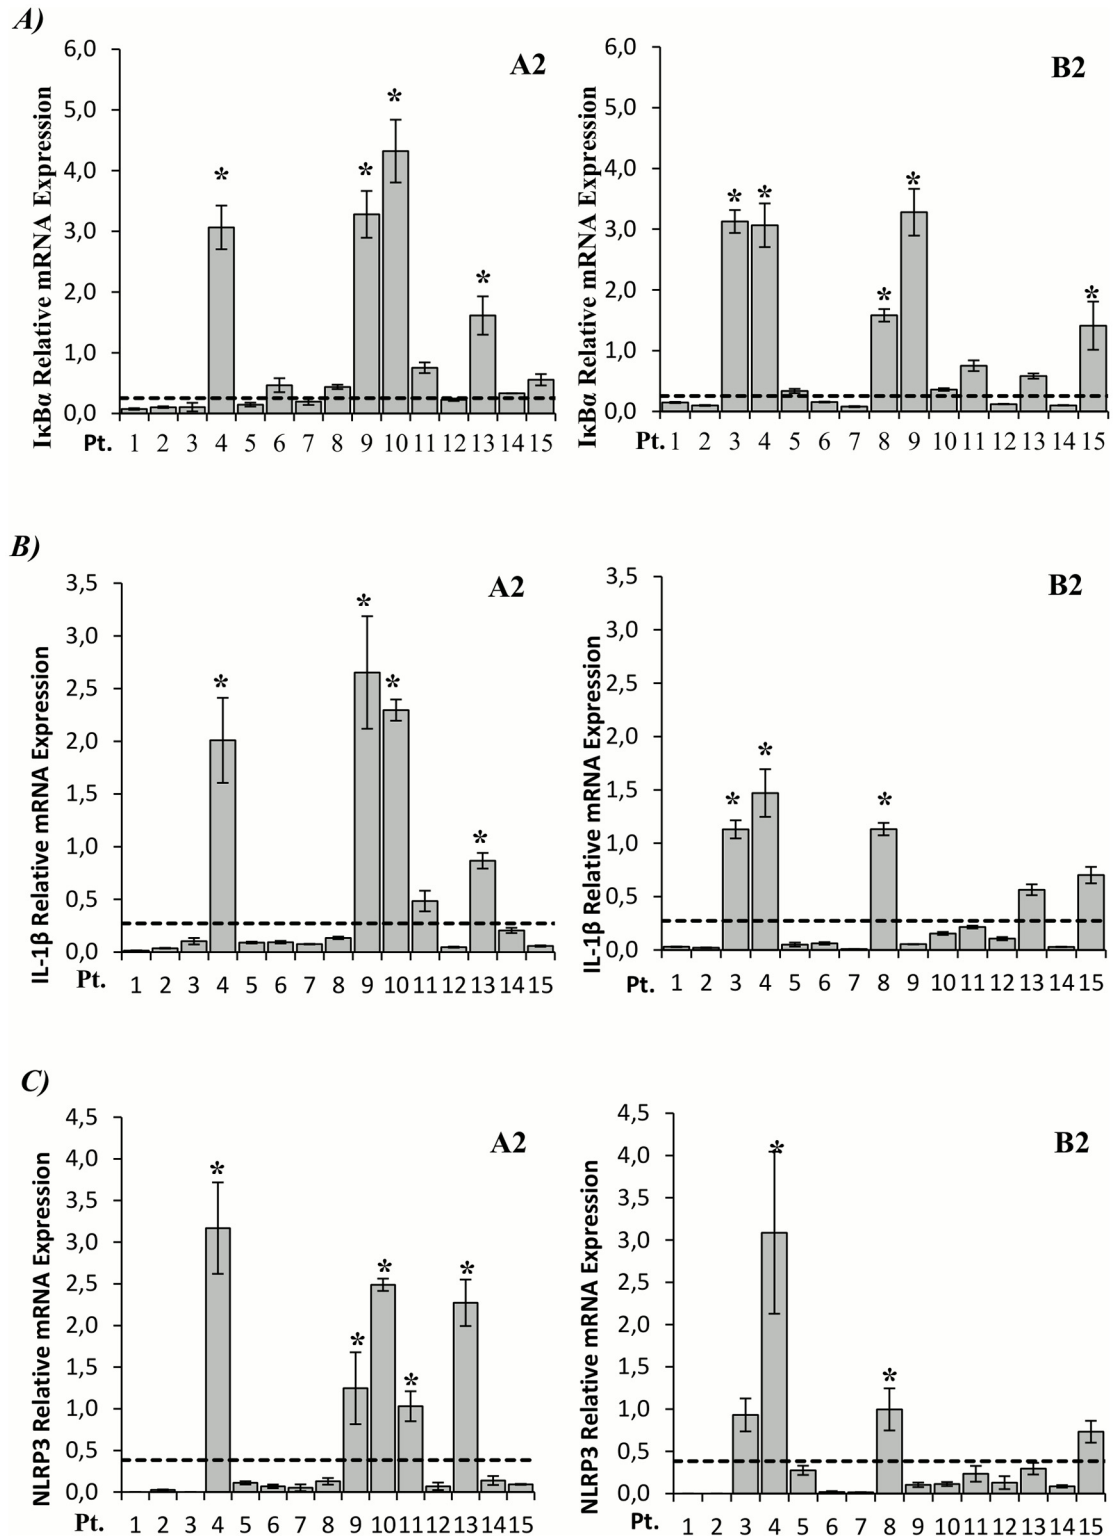 A)
A2
IκBα Relative mRNA Expression
6,0
5,0
4,0
3,0
2,0
1,0
0,0
* * * *
Pt. 1 2 3 4 5 6 7 8 9 10 11 12 13 14 15
B2
IκBα Relative mRNA Expression
6,0
5,0
4,0
3,0
2,0
1,0
0,0
* * * * *
Pt. 1 2 3 4 5 6 7 8 9 10 11 12 13 14 15
B)
A2
IL-1β Relative mRNA Expression
3,5
3,0
2,5
2,0
1,5
1,0
0,5
0,0
* * * *
Pt. 1 2 3 4 5 6 7 8 9 10 11 12 13 14 15
B2
IL-1β Relative mRNA Expression
3,5
3,0
2,5
2,0
1,5
1,0
0,5
0,0
* * *
Pt. 1 2 3 4 5 6 7 8 9 10 11 12 13 14 15
C)
A2
NLRP3 Relative mRNA Expression
4,5
4,0
3,5
3,0
2,5
2,0
1,5
1,0
0,5
0,0
* * * * *
Pt. 1 2 3 4 5 6 7 8 9 10 11 12 13 14 15
B2
NLRP3 Relative mRNA Expression
4,5
4,0
3,5
3,0
2,5
2,0
1,5
1,0
0,5
0,0
* *
Pt. 1 2 3 4 5 6 7 8 9 10 11 12 13 14 15